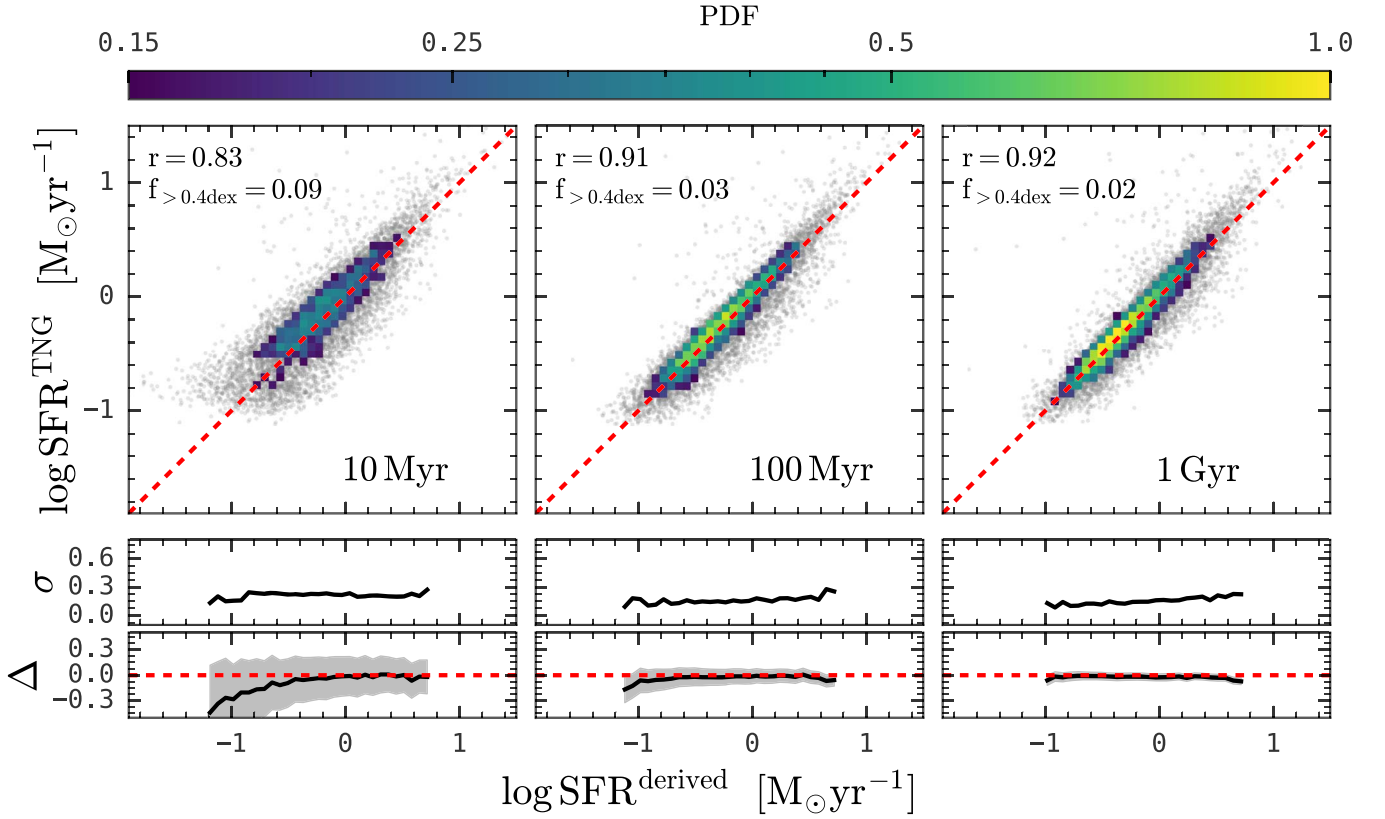 PDF
0.15 0.25 0.5 1.0
r = 0.83
f>0.4dex = 0.09
10 Myr
r = 0.91
f>0.4dex = 0.03
100 Myr
r = 0.92
f>0.4dex = 0.02
1 Gyr
log SFR^TNG [M⊙yr⁻¹]
1
0
−1
σ
0.6
0.3
0.0
Δ
0.3
0.0
−0.3
−1 0 1 −1 0 1 −1 0 1
log SFR^derived [M⊙yr⁻¹]